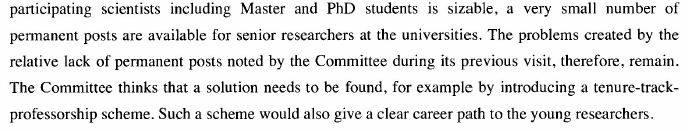 participating scientists including Master and PhD students is sizable, a very small number of
permanent posts are available for senior researchers at the universities. The problems created by the
relative lack of permanent posts noted by the Committee during its previous visit, therefore, remain.
The Committee thinks that a solution needs to be found, for example by introducing a tenure-track-
professorship scheme. Such a scheme would also give a clear career path to the young researchers.